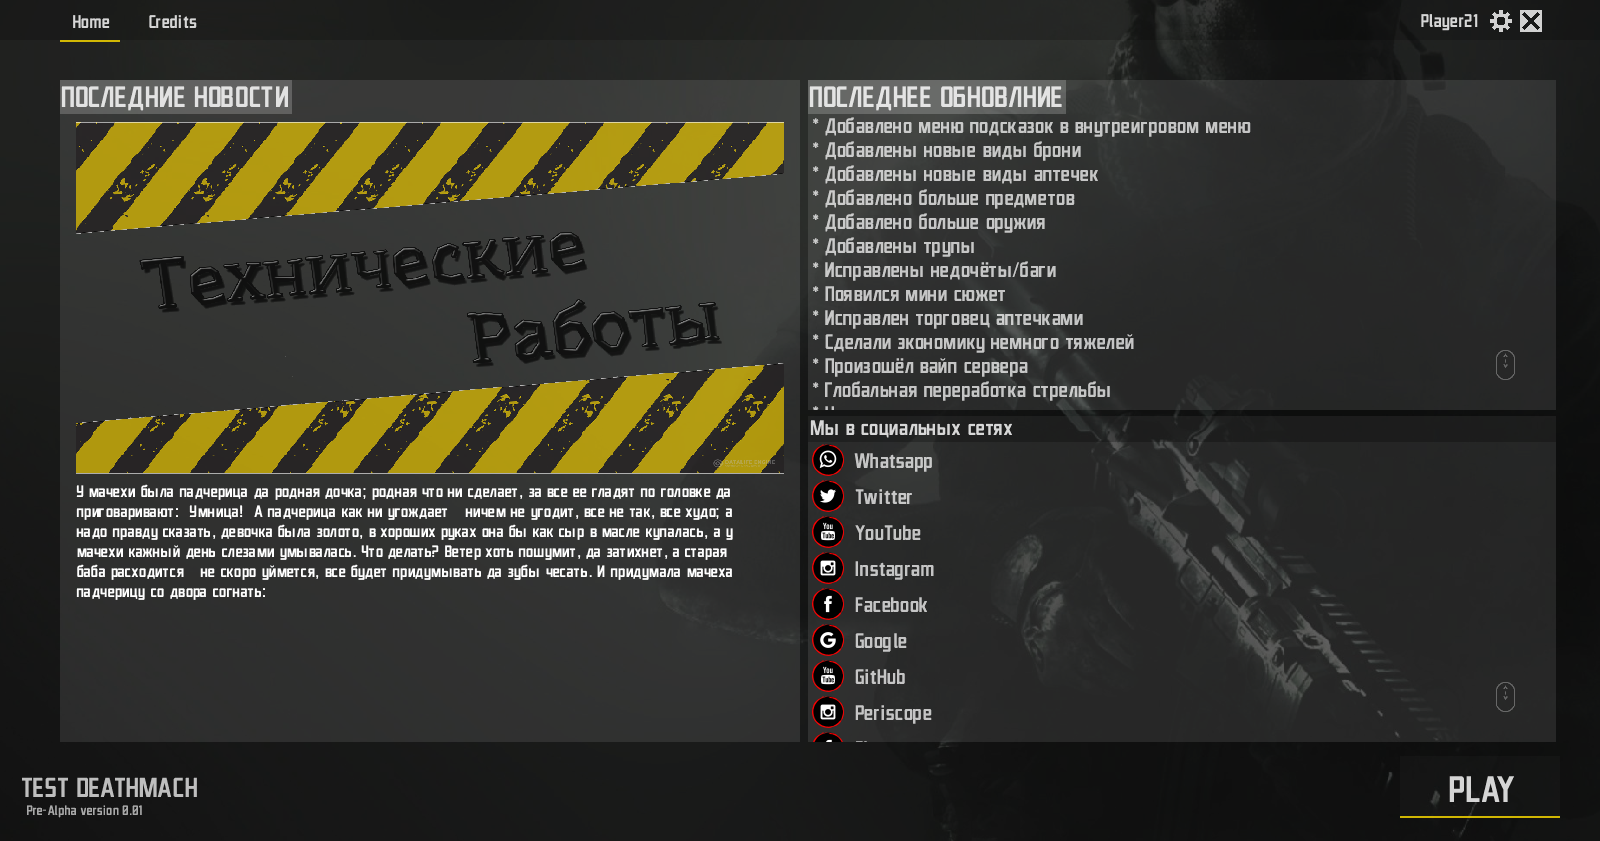 Home Credits
Player21
ПОСЛЕДНИЕ НОВОСТИ
Технические
Работы
У мачехи была падчерица да родная дочка; родная что ни сделает, за все ее гладят по головке да
приговаривают: Умница! А падчерица как ни угождает ничем не угодит, все не так, все худо; а
надо правду сказать, девочка была золото, в хороших руках она бы как сыр в масле купалась, а у
мачехи кажный день слезами умывалась. Что делать? Ветер хоть пошумит, да затихнет, а старая
баба расходится не скоро уймется, все будет придумывать да зубы чесать. И придумала мачеха
падчерицу со двора согнать:
ПОСЛЕДНЕЕ ОБНОВЛНИЕ
* Добавлено меню подсказок в внутреигровом меню
* Добавлены новые виды брони
* Добавлены новые виды аптечек
* Добавлено больше предметов
* Добавлено больше оружия
* Добавлены трупы
* Исправлены недочёты/баги
* Появился мини сюжет
* Исправлен торговец аптечками
* Сделали экономику немного тяжелей
* Произошёл вайп сервера
* Глобальная переработка стрельбы
Мы в социальных сетях
Whatsapp
Twitter
You Tube YouTube
Instagram
Facebook
Google
You Tube GitHub
Periscope
TEST DEATHMACH
Pre-Alpha version 0.01
PLAY